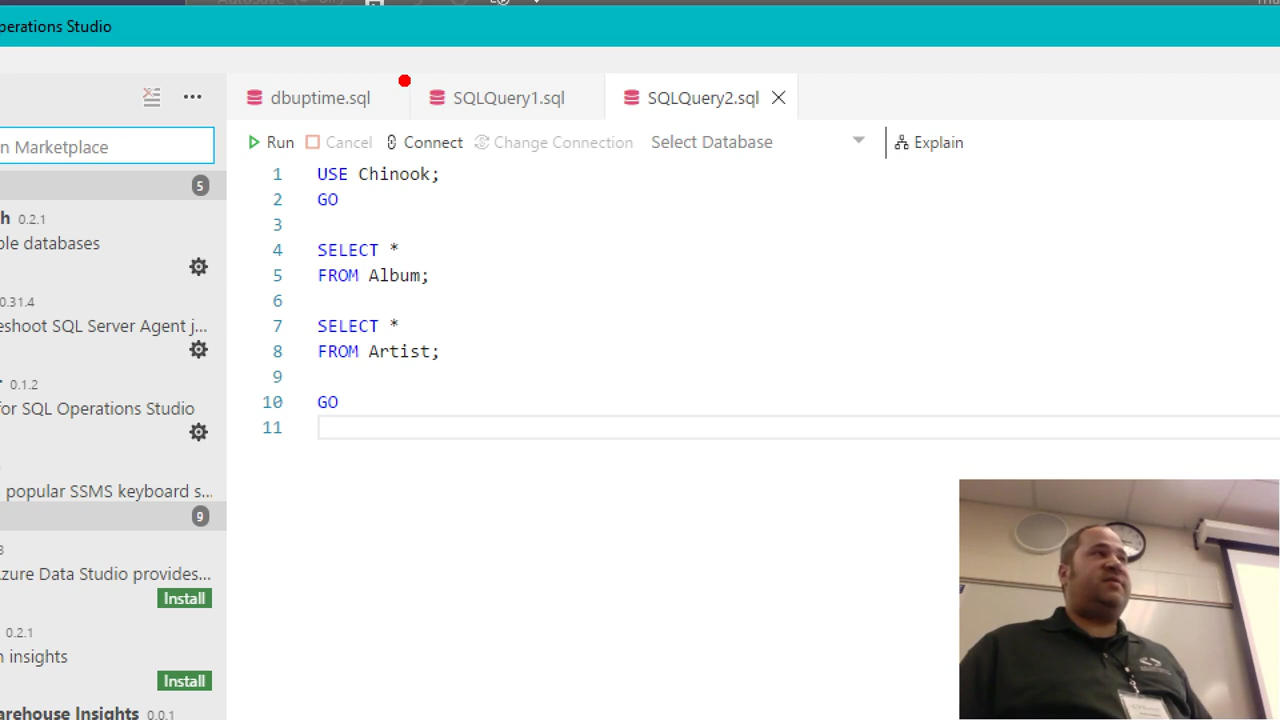 perations Studio
dbuptime.sql
SQLQuery1.sql
SQLQuery2.sql
n Marketplace
Run
Cancel
Connect
Change Connection
Select Database
Explain
5
h 0.2.1
ble databases
0.31.4
eshoot SQL Server Agent j...
0.1.2
for SQL Operations Studio
popular SSMS keyboard s...
9
3
Azure Data Studio provides...
Install
0.2.1
n insights
Install
arehouse Insights 0.0.1
1 USE Chinook;
2 GO
3
4 SELECT *
5 FROM Album;
6
7 SELECT *
8 FROM Artist;
9
10 GO
11